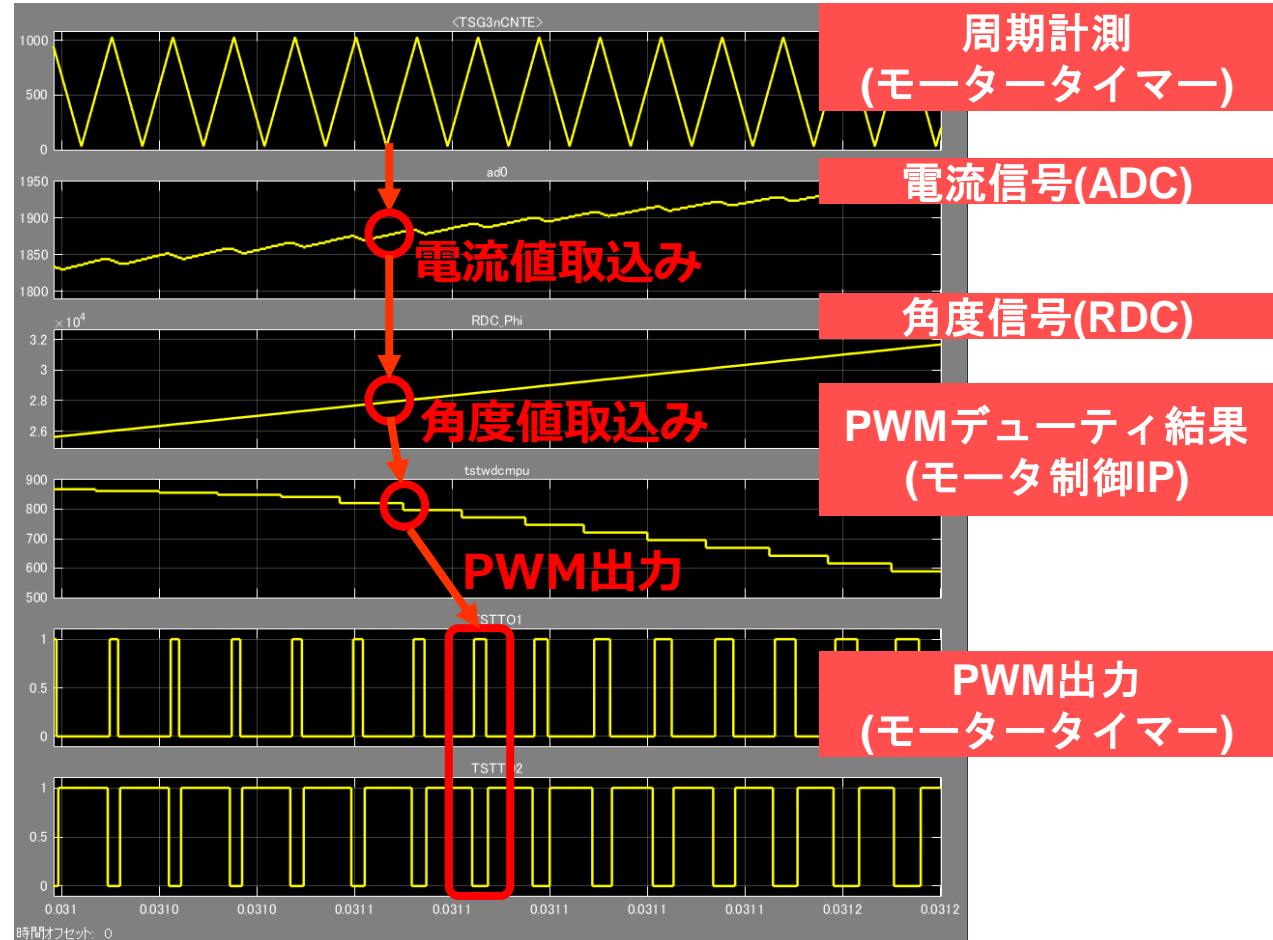 <TSG3nCNTE>
周期計測
(モータータイマー)
1000
500
0
ad0
電流信号(ADC)
1950
1900
1850
1800
電流値取込み
RDC_Phi
角度信号(RDC)
×10⁴
3.2
3
2.8
2.6
角度値取込み
tstwdcmpu
PWMデューティ結果
(モータ制御IP)
900
800
700
600
500
PWM出力
TSTTO1
PWM出力
(モータータイマー)
1
0.5
0
TSTTO2
1
0.5
0
0.031 0.0310 0.0310 0.0311 0.0311 0.0311 0.0311 0.0311 0.0312 0.0312
時間オフセット: 0